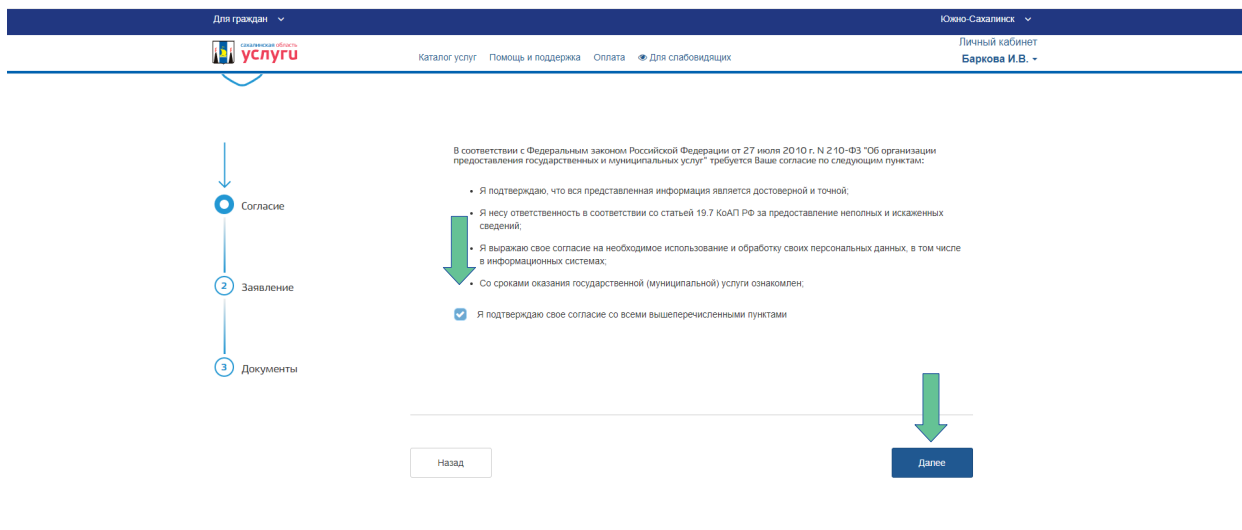 Для граждан
Южно-Сахалинск
сахалинская область
услуги
Каталог услуг Помощь и поддержка Оплата Для слабовидящих
Личный кабинет
Баркова И.В.
В соответствии с Федеральным законом Российской Федерации от 27 июля 2010 г. N 210-ФЗ "Об организации
предоставления государственных и муниципальных услуг" требуется Ваше согласие по следующим пунктам:
• Я подтверждаю, что вся представленная информация является достоверной и точной;
Согласие
• Я несу ответственность в соответствии со статьей 19.7 КоАП РФ за предоставление неполных и искаженных
сведений;
• Я выражаю свое согласие на необходимое использование и обработку своих персональных данных, в том числе
в информационных системах;
2 Заявление
• Со сроками оказания государственной (муниципальной) услуги ознакомлен;
Я подтверждаю свое согласие со всеми вышеперечисленными пунктами
3 Документы
Назад
Далее